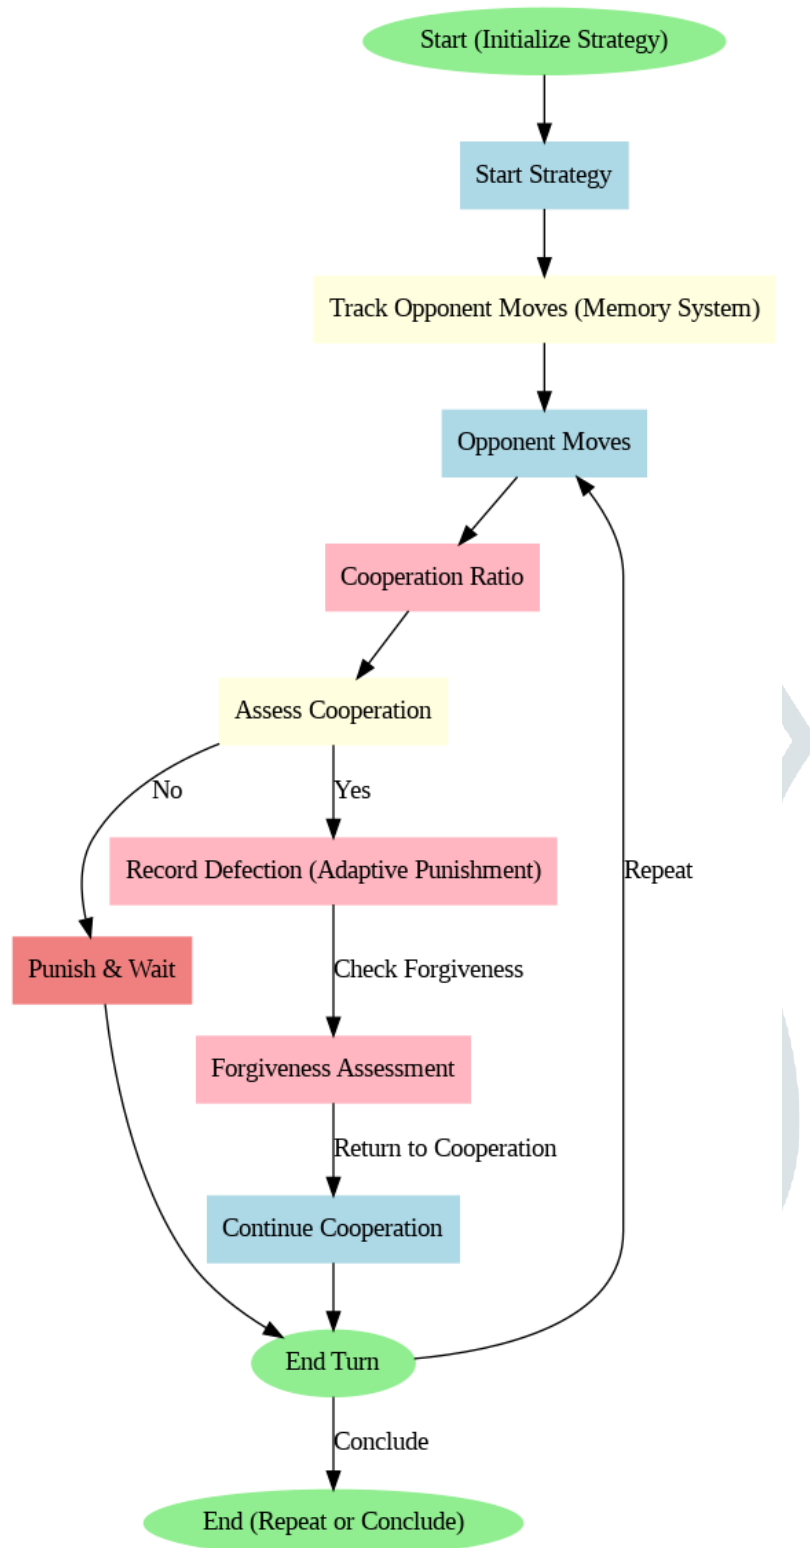 Start (Initialize Strategy)
Start Strategy
Track Opponent Moves (Memory System)
Opponent Moves
Cooperation Ratio
Assess Cooperation
No
Yes
Record Defection (Adaptive Punishment)
Repeat
Punish & Wait
Check Forgiveness
Forgiveness Assessment
Return to Cooperation
Continue Cooperation
End Turn
Conclude
End (Repeat or Conclude)